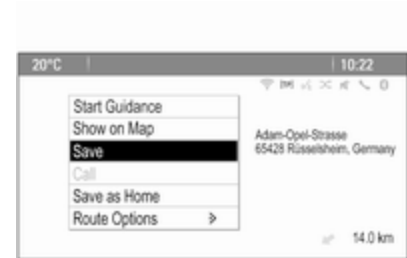 20°C
10:22
Start Guidance
Show on Map
Save
Call
Save as Home
Route Options
Adam-Opel-Strasse
65428 Rüsselsheim, Germany
14.0 km